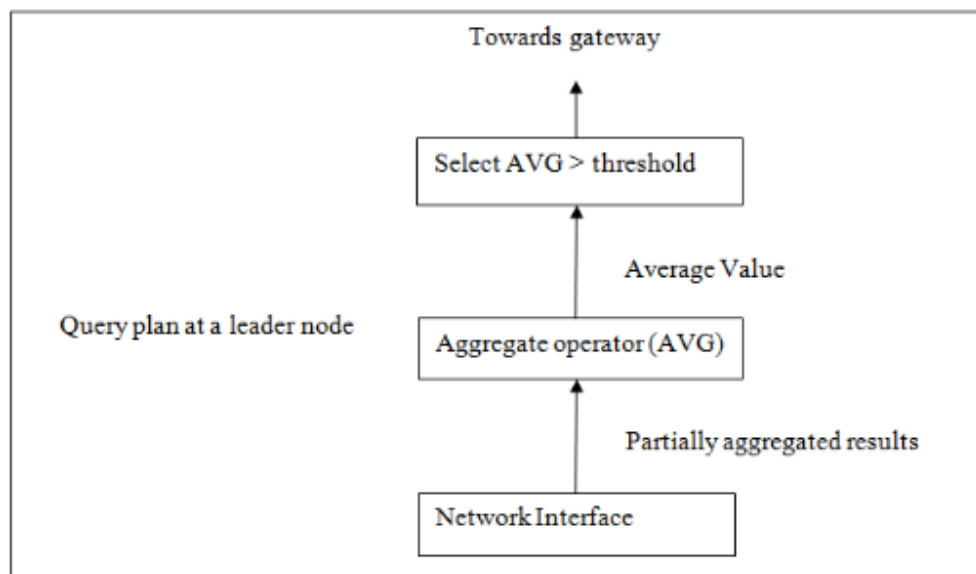 Towards gateway
Select AVG > threshold
Average Value
Query plan at a leader node
Aggregate operator (AVG)
Partially aggregated results
Network Interface